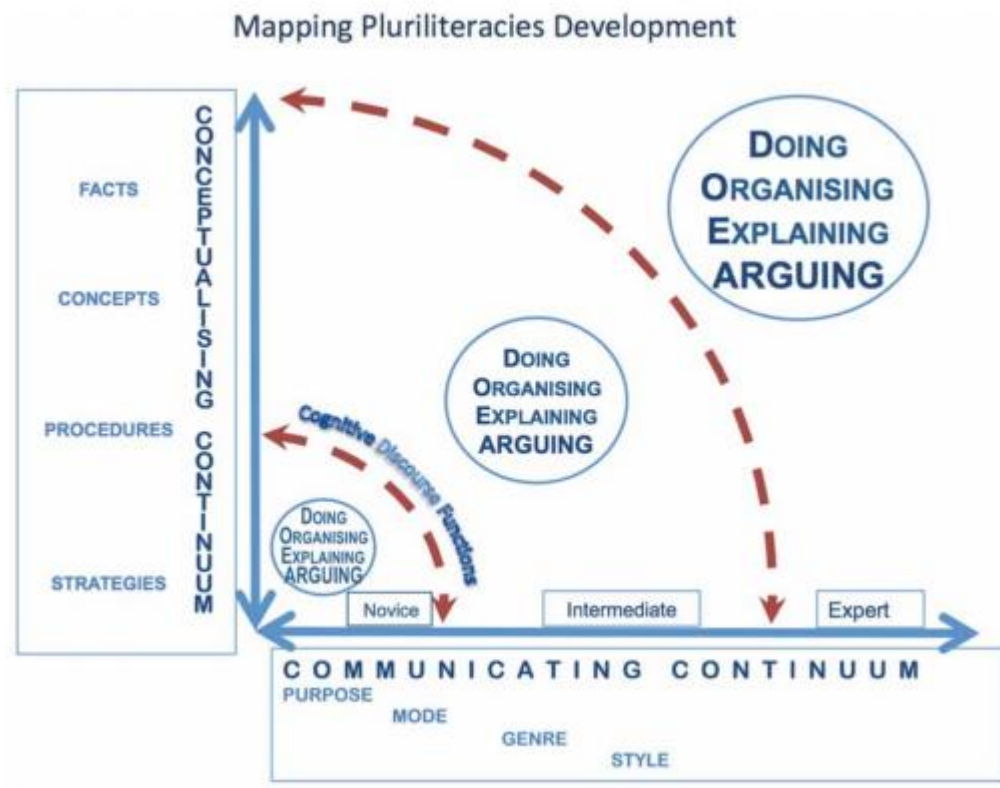 Mapping Pluriliteracies Development
CONCEPTUALISING CONTINUUM
FACTS
CONCEPTS
PROCEDURES
STRATEGIES
DOING
ORGANISING
EXPLAINING
ARGUING
DOING
ORGANISING
EXPLAINING
ARGUING
Cognitive Discourse Functions
DOING
ORGANISING
EXPLAINING
ARGUING
Novice
Intermediate
Expert
COMMUNICATING CONTINUUM
PURPOSE
MODE
GENRE
STYLE